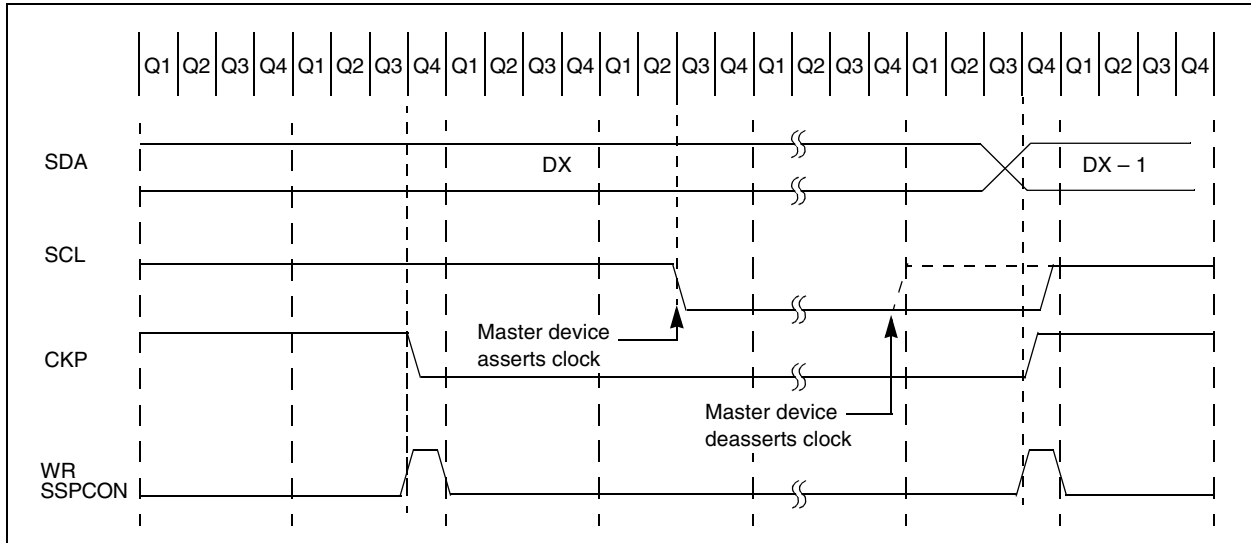 Q1 Q2 Q3 Q4 Q1 Q2 Q3 Q4 Q1 Q2 Q3 Q4 Q1 Q2 Q3 Q4 Q1 Q2 Q3 Q4 Q1 Q2 Q3 Q4 Q1 Q2 Q3 Q4
SDA
DX
DX – 1
SCL
Master device
asserts clock
CKP
Master device
deasserts clock
WR
SSPCON